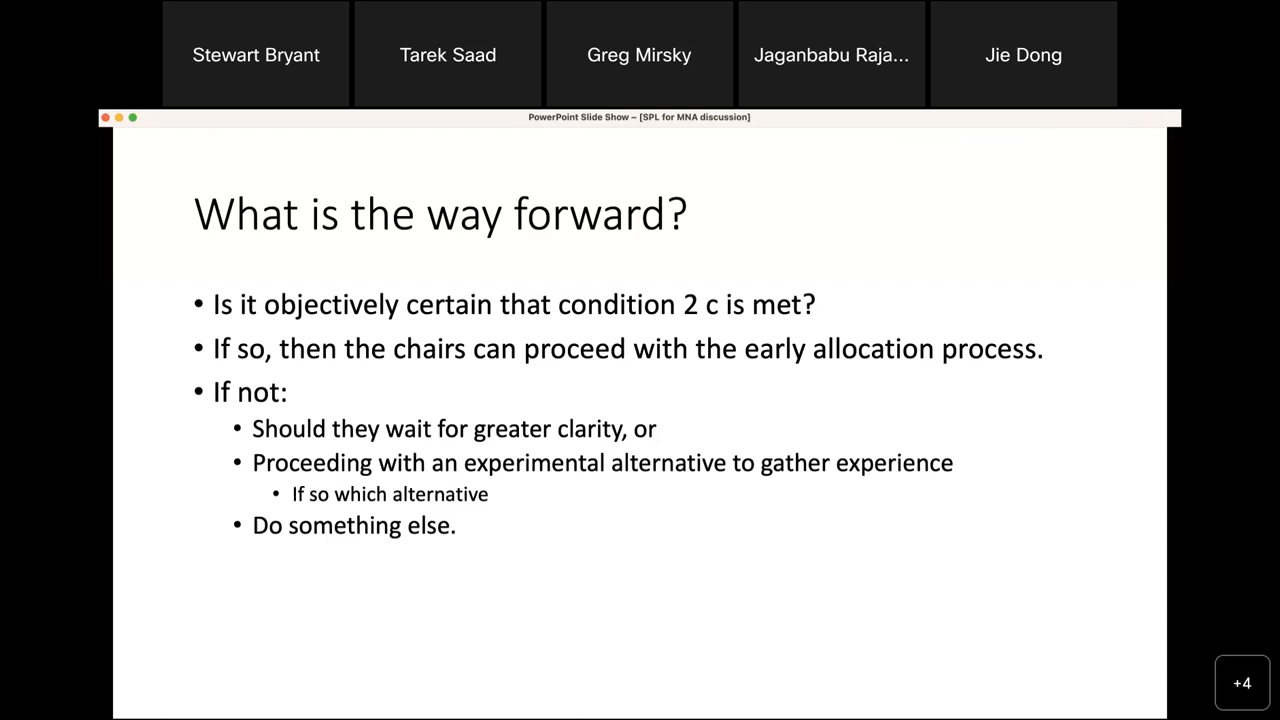 Stewart Bryant
Tarek Saad
Greg Mirsky
Jaganbabu Raja...
Jie Dong
PowerPoint Slide Show – [SPL for MNA discussion]
What is the way forward?
• Is it objectively certain that condition 2 c is met?
• If so, then the chairs can proceed with the early allocation process.
• If not:
• Should they wait for greater clarity, or
• Proceeding with an experimental alternative to gather experience
• If so which alternative
• Do something else.
+4